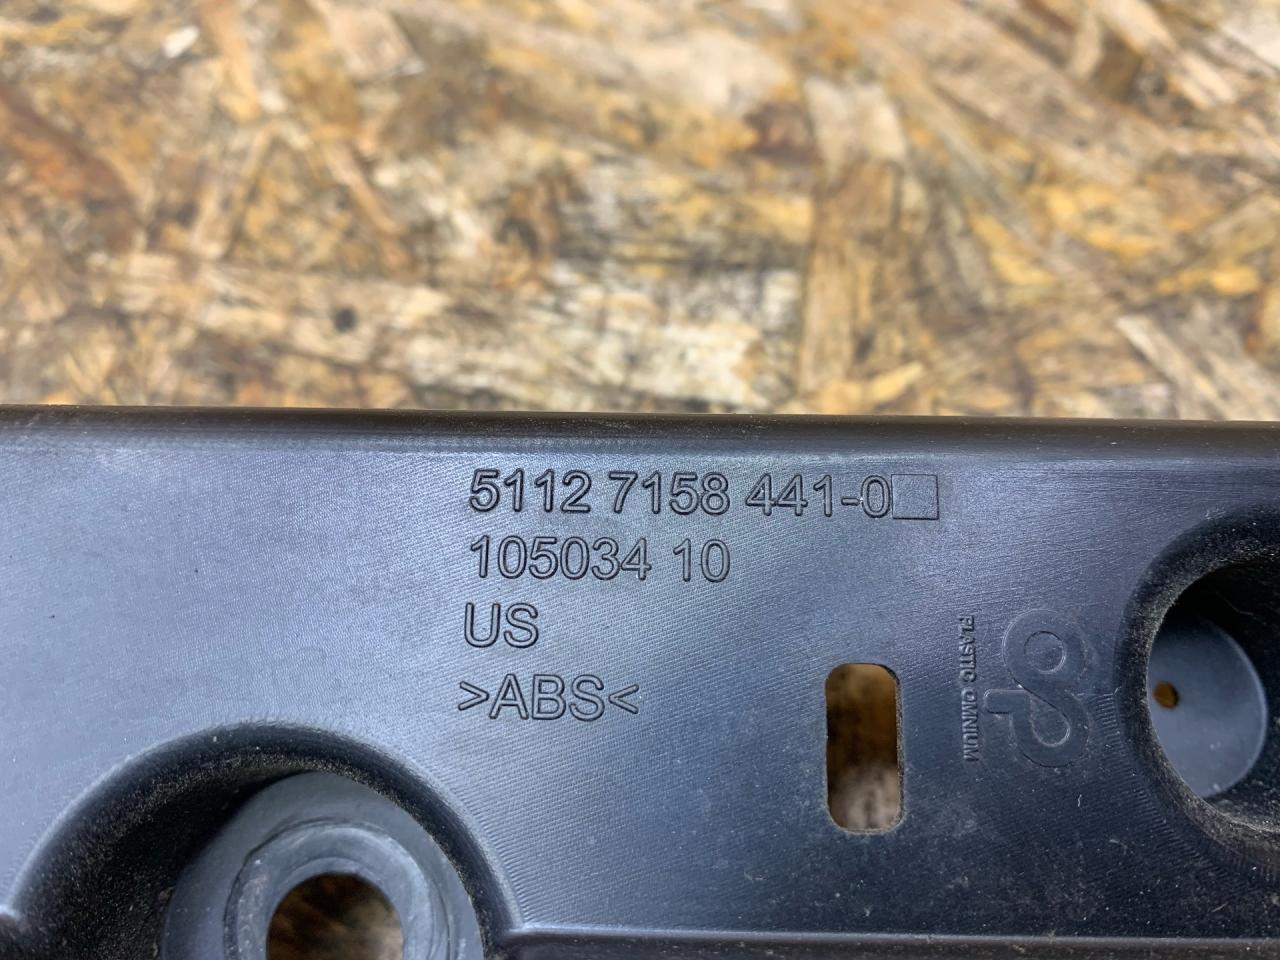 5112 7158 441-0
105034 10
US
>ABS<
PLASTIC OMNIUM